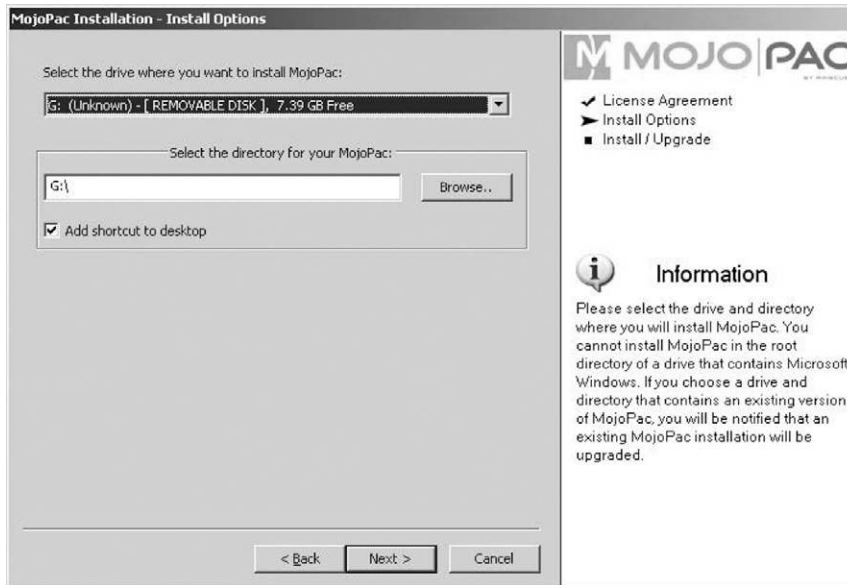 MojoPac Installation - Install Options
Select the drive where you want to install MojoPac:
G: (Unknown) - [ REMOVABLE DISK ], 7.39 GB Free
Select the directory for your MojoPac:
G:\
Browse..
Add shortcut to desktop
< Back
Next >
Cancel
MOJO|PAC
License Agreement
Install Options
Install / Upgrade
Information
Please select the drive and directory
where you will install MojoPac. You
cannot install MojoPac in the root
directory of a drive that contains Microsoft
Windows. If you choose a drive and
directory that contains an existing version
of MojoPac, you will be notified that an
existing MojoPac installation will be
upgraded.